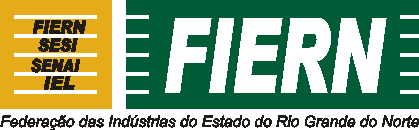 FIERN
SESI
SENAI
IEL
FIERN
Federação das Indústrias do Estado do Rio Grande do Norte